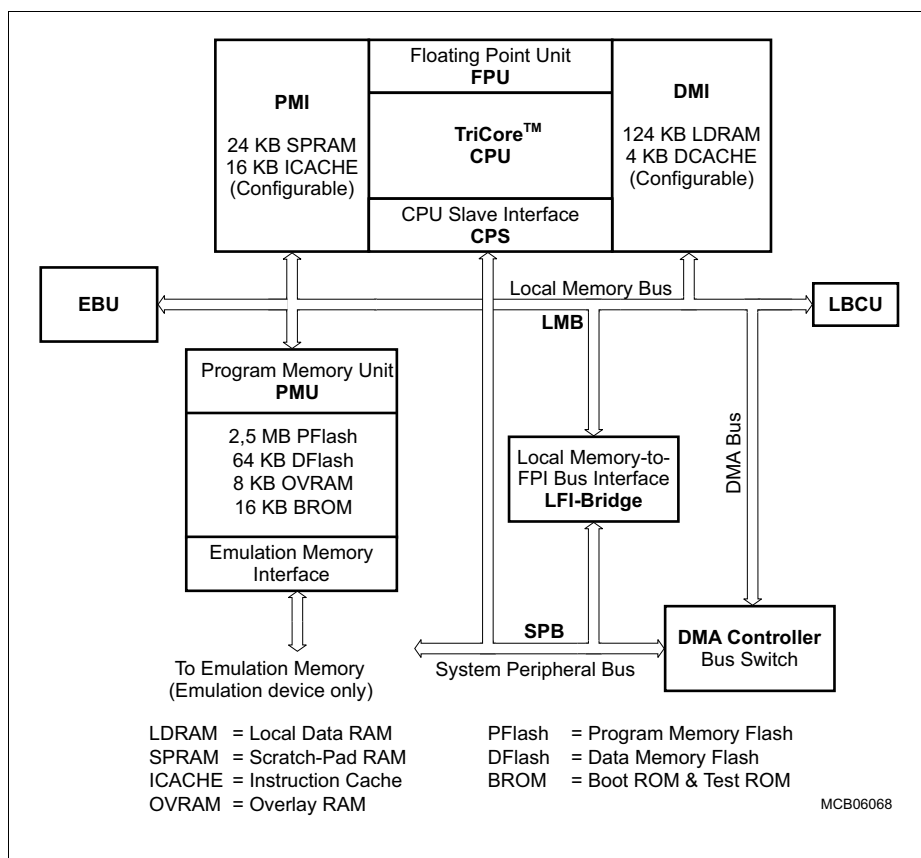 Floating Point Unit
FPU
PMI
24 KB SPRAM
16 KB ICACHE
(Configurable)
TriCore™
CPU
DMI
124 KB LDRAM
4 KB DCACHE
(Configurable)
CPU Slave Interface
CPS
EBU
Local Memory Bus
LMB
LBCU
Program Memory Unit
PMU
2,5 MB PFlash
64 KB DFlash
8 KB OVRAM
16 KB BROM
Emulation Memory
Interface
Local Memory-to-
FPI Bus Interface
LFI-Bridge
DMA Bus
To Emulation Memory
(Emulation device only)
SPB
System Peripheral Bus
DMA Controller
Bus Switch
LDRAM = Local Data RAM
SPRAM = Scratch-Pad RAM
ICACHE = Instruction Cache
OVRAM = Overlay RAM
PFlash = Program Memory Flash
DFlash = Data Memory Flash
BROM = Boot ROM & Test ROM
MCB06068